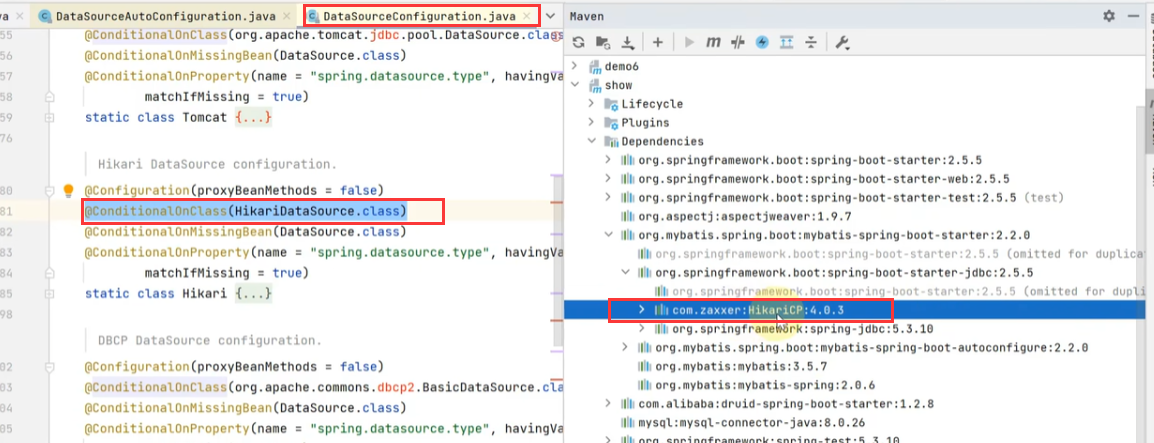 DataSourceAutoConfiguration.java
DataSourceConfiguration.java
55 @ConditionalOnClass(org.apache.tomcat.jdbc.pool.DataSource.class
56 @ConditionalOnMissingBean(DataSource.class)
57 @ConditionalOnProperty(name = "spring.datasource.type", havingVa
58 matchIfMissing = true)
59 static class Tomcat {...}
76
Hikari DataSource configuration.
80 @Configuration(proxyBeanMethods = false)
81 @ConditionalOnClass(HikariDataSource.class)
82 @ConditionalOnMissingBean(DataSource.class)
83 @ConditionalOnProperty(name = "spring.datasource.type", havingVa
84 matchIfMissing = true)
85 static class Hikari {...}
98
DBCP DataSource configuration.
02 @Configuration(proxyBeanMethods = false)
03 @ConditionalOnClass(org.apache.commons.dbcp2.BasicDataSource.cla
04 @ConditionalOnMissingBean(DataSource.class)
05 @ConditionalOnProperty(name = "spring.datasource.type", havingVa
Maven
demo6
show
Lifecycle
Plugins
Dependencies
org.springframework.boot:spring-boot-starter:2.5.5
org.springframework.boot:spring-boot-starter-web:2.5.5
org.springframework.boot:spring-boot-starter-test:2.5.5 (test)
org.aspectj:aspectjweaver:1.9.7
org.mybatis.spring.boot:mybatis-spring-boot-starter:2.2.0
org.springframework.boot:spring-boot-starter:2.5.5 (omitted for duplicat
org.springframework.boot:spring-boot-starter-jdbc:2.5.5
org.springframework.boot:spring-boot-starter:2.5.5 (omitted for dupli
com.zaxxer:HikariCP:4.0.3
org.springframework:spring-jdbc:5.3.10
org.mybatis.spring.boot:mybatis-spring-boot-autoconfigure:2.2.0
org.mybatis:mybatis:3.5.7
org.mybatis:mybatis-spring:2.0.6
com.alibaba:druid-spring-boot-starter:1.2.8
mysql:mysql-connector-java:8.0.26
org.springframework:spring-test:5.3.10